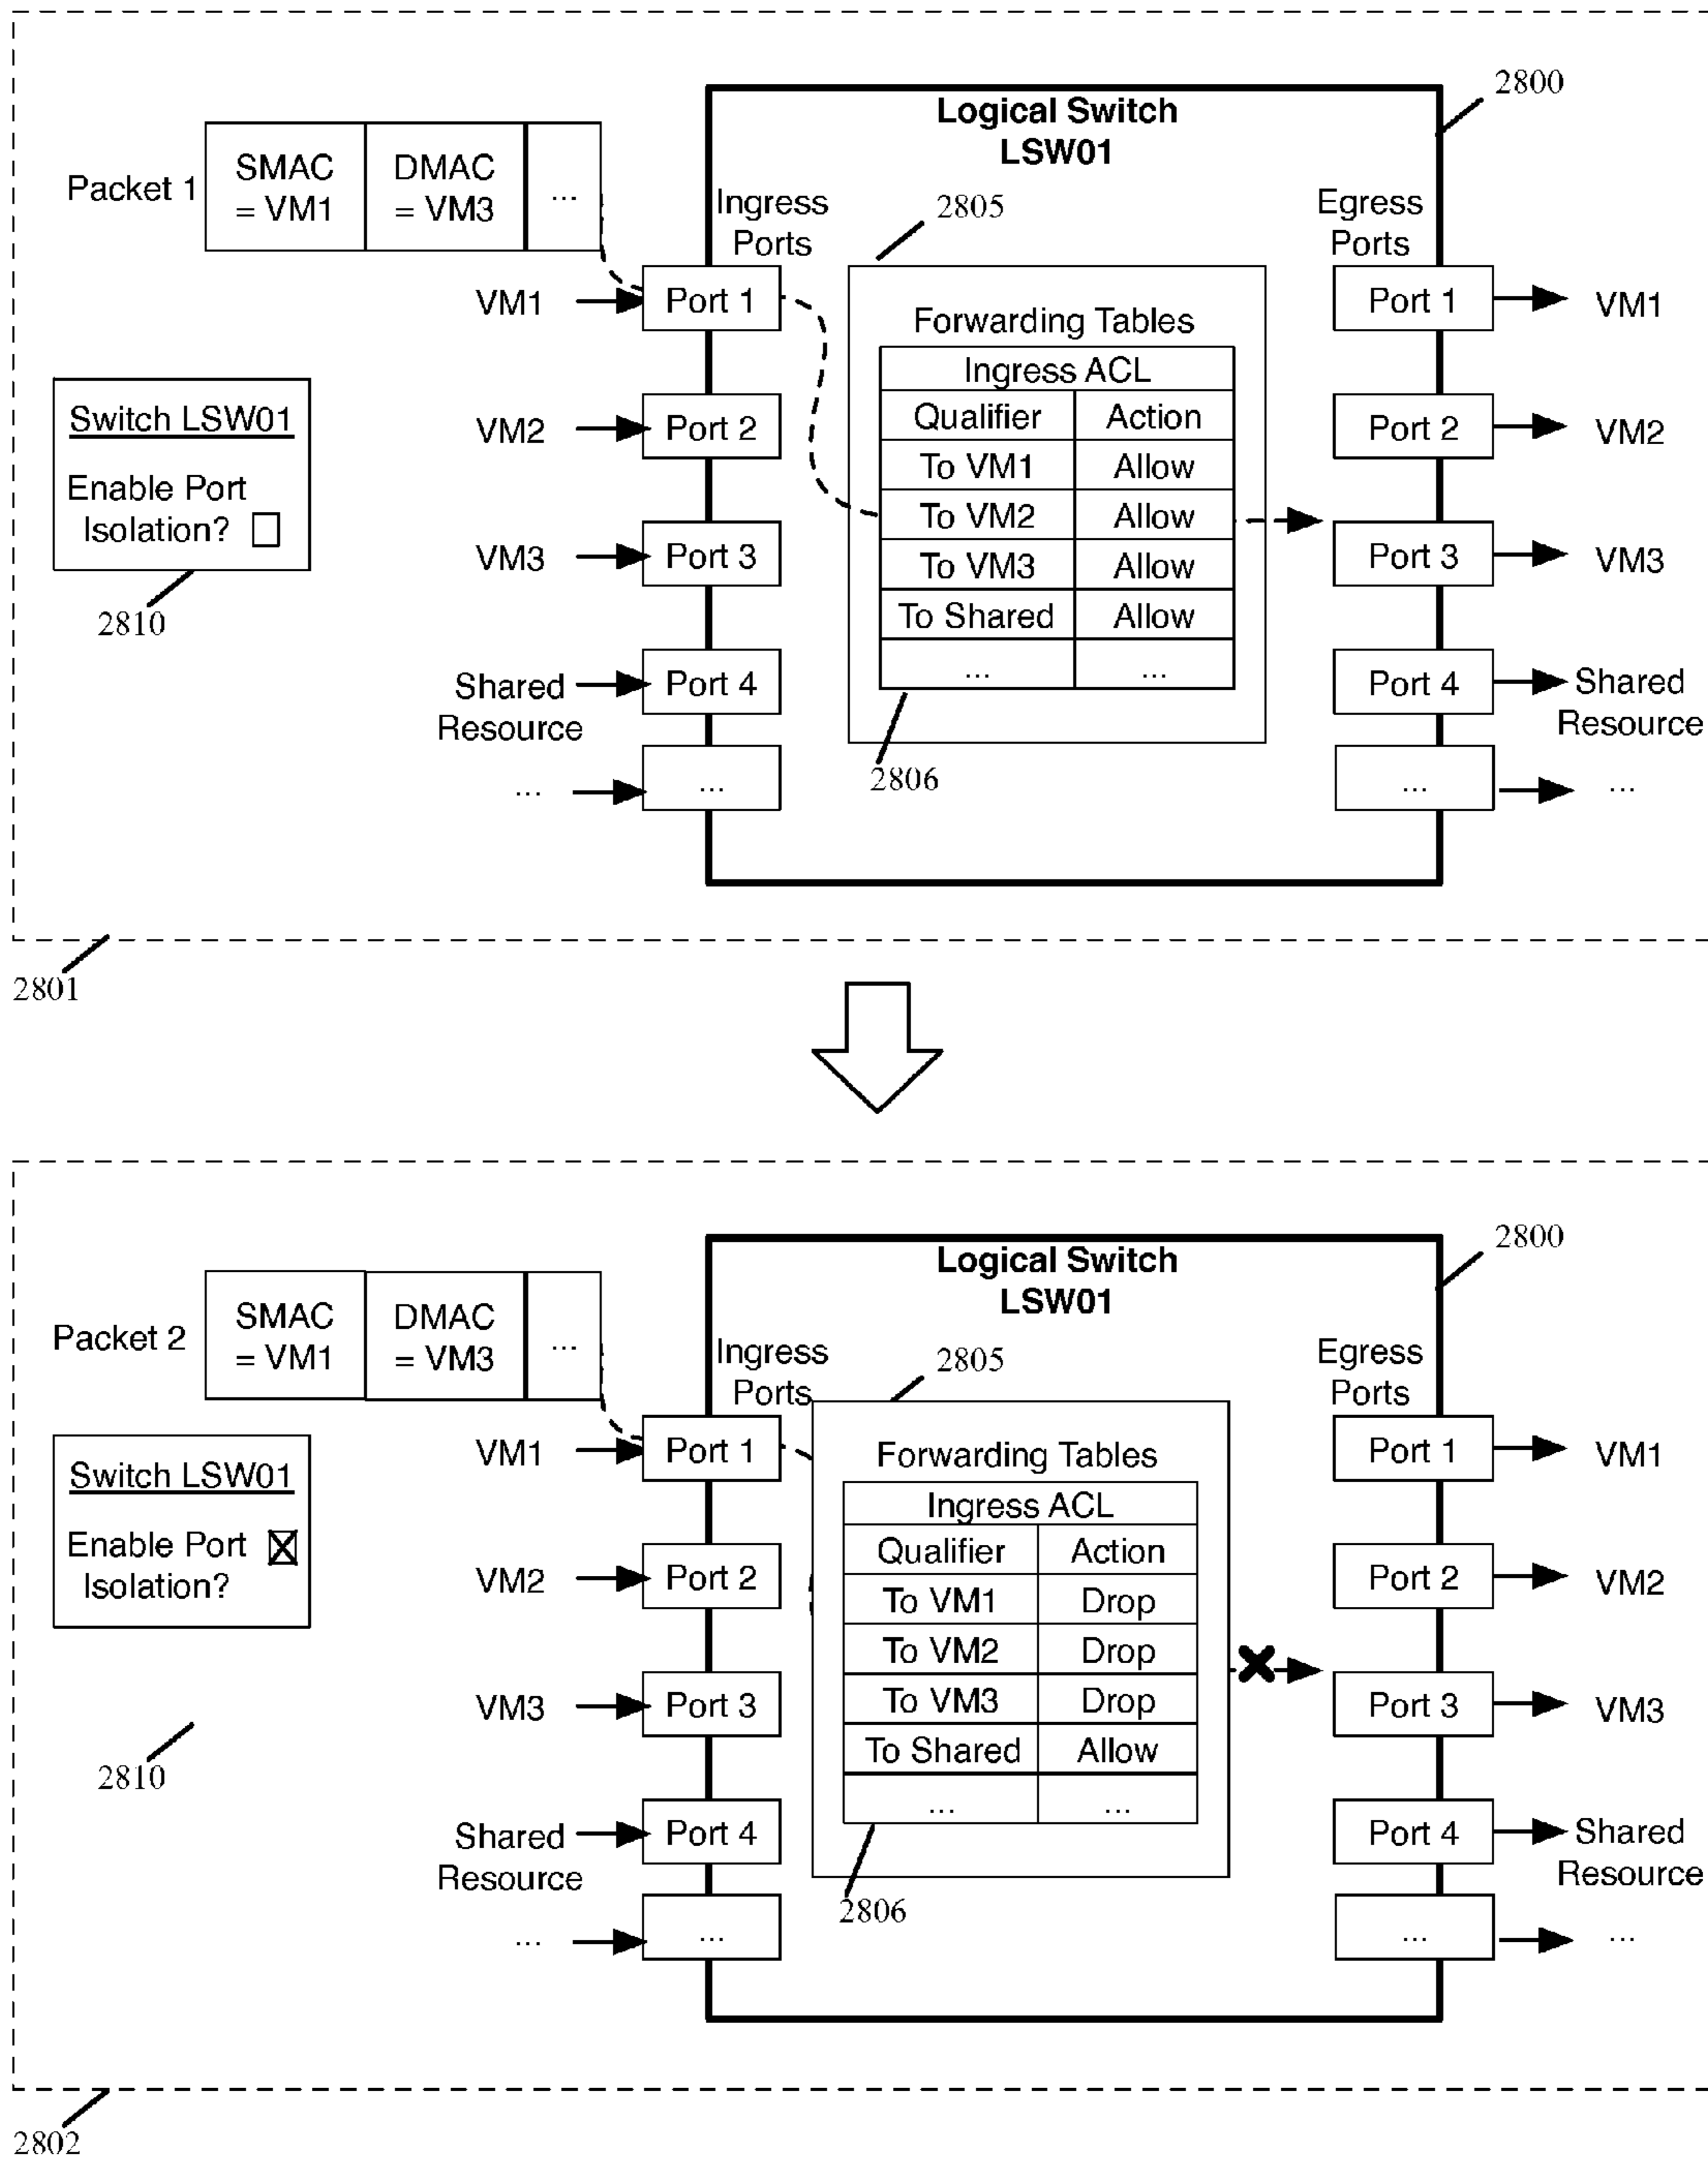 2800
Logical Switch
LSW01
Packet 1
SMAC
= VM1
DMAC
= VM3
...
Ingress
Ports
2805
Egress
Ports
VM1
Port 1
Forwarding Tables
Port 1
VM1
Ingress ACL
Switch LSW01
Enable Port
Isolation?
2810
VM2
Port 2
Qualifier
Action
Port 2
VM2
To VM1
Allow
To VM2
Allow
VM3
Port 3
To VM3
Allow
Port 3
VM3
To Shared
Allow
Shared
Resource
Port 4
...
...
Port 4
Shared
Resource
2806
...
...
...
...
2801
2800
Logical Switch
LSW01
Packet 2
SMAC
= VM1
DMAC
= VM3
...
Ingress
Ports
2805
Egress
Ports
VM1
Port 1
Forwarding Tables
Port 1
VM1
Switch LSW01
Enable Port
Isolation?
2810
Ingress ACL
Qualifier
Action
VM2
Port 2
To VM1
Drop
Port 2
VM2
To VM2
Drop
VM3
Port 3
To VM3
Drop
Port 3
VM3
To Shared
Allow
...
...
Shared
Resource
Port 4
Port 4
Shared
Resource
2806
...
...
...
...
2802